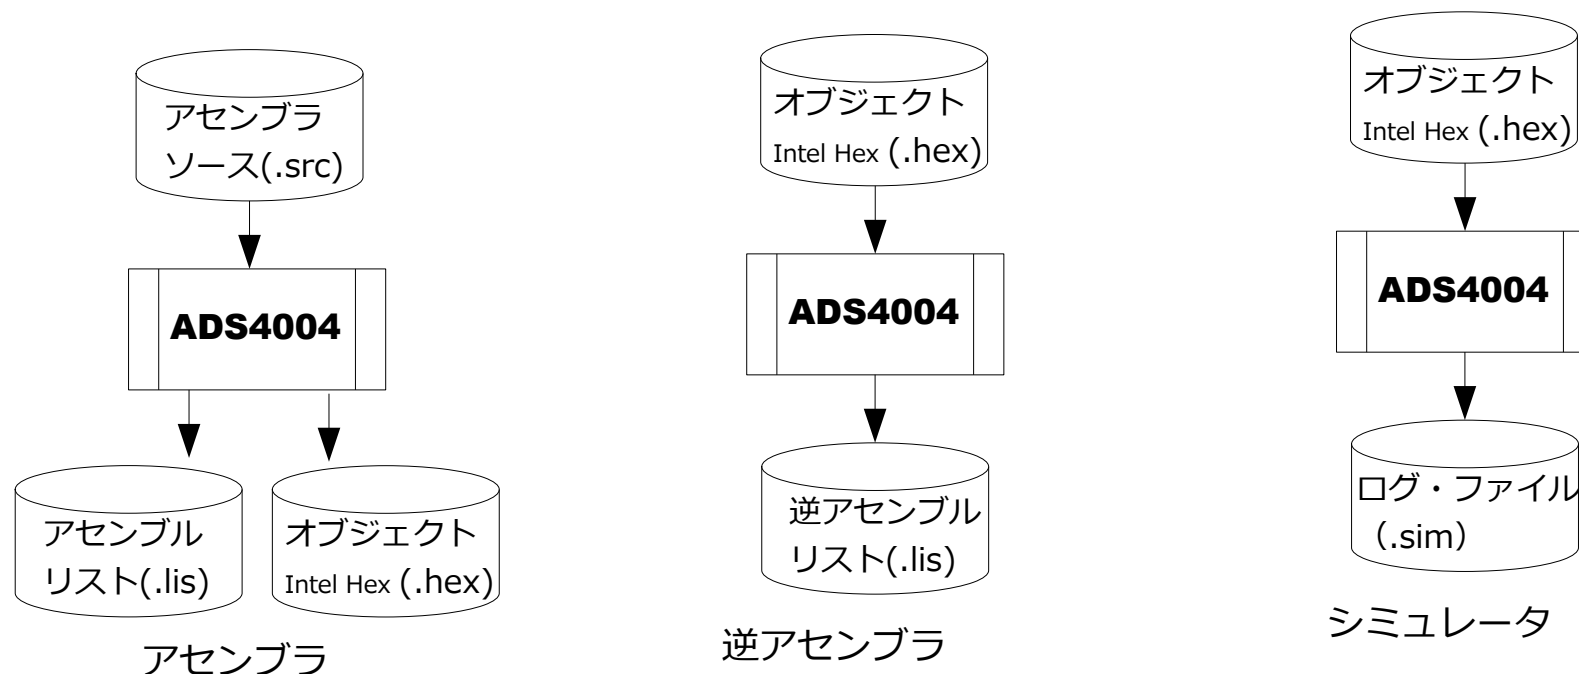 アセンブラ
ソース(.src)
ADS4004
アセンブル
リスト(.lis)
オブジェクト
Intel Hex (.hex)
アセンブラ
オブジェクト
Intel Hex (.hex)
ADS4004
逆アセンブル
リスト(.lis)
逆アセンブラ
オブジェクト
Intel Hex (.hex)
ADS4004
ログ・ファイル
（.sim）
シミュレータ